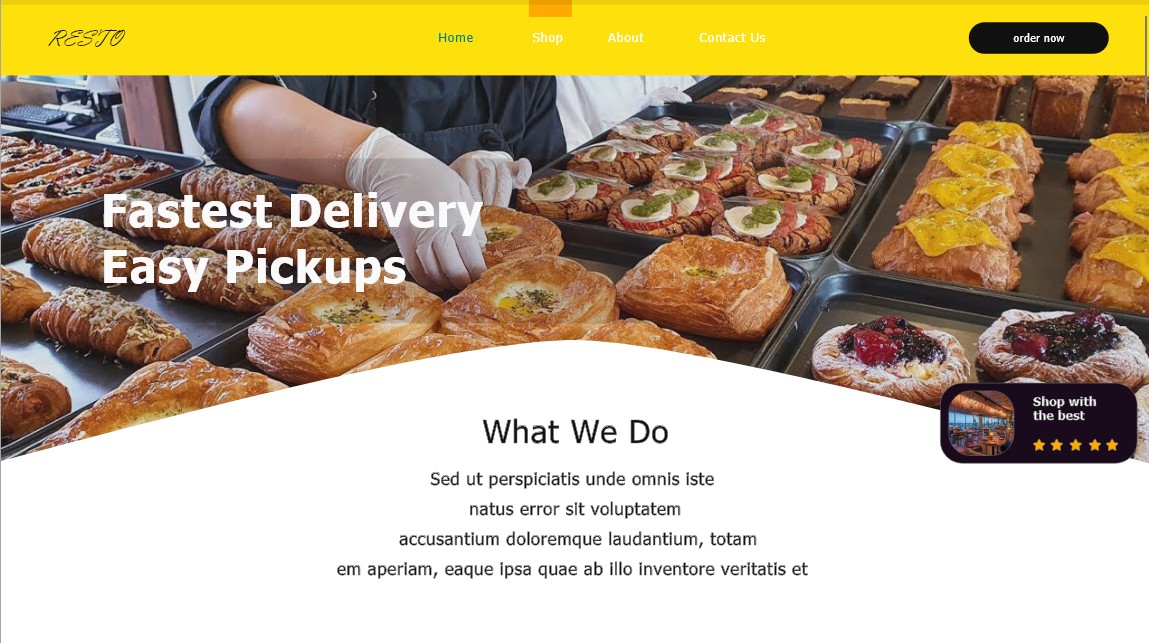 RES'TO
Home Shop About Contact Us
order now
Fastest Delivery
Easy Pickups
Shop with
the best
What We Do
Sed ut perspiciatis unde omnis iste
natus error sit voluptatem
accusantium doloremque laudantium, totam
em aperiam, eaque ipsa quae ab illo inventore veritatis et